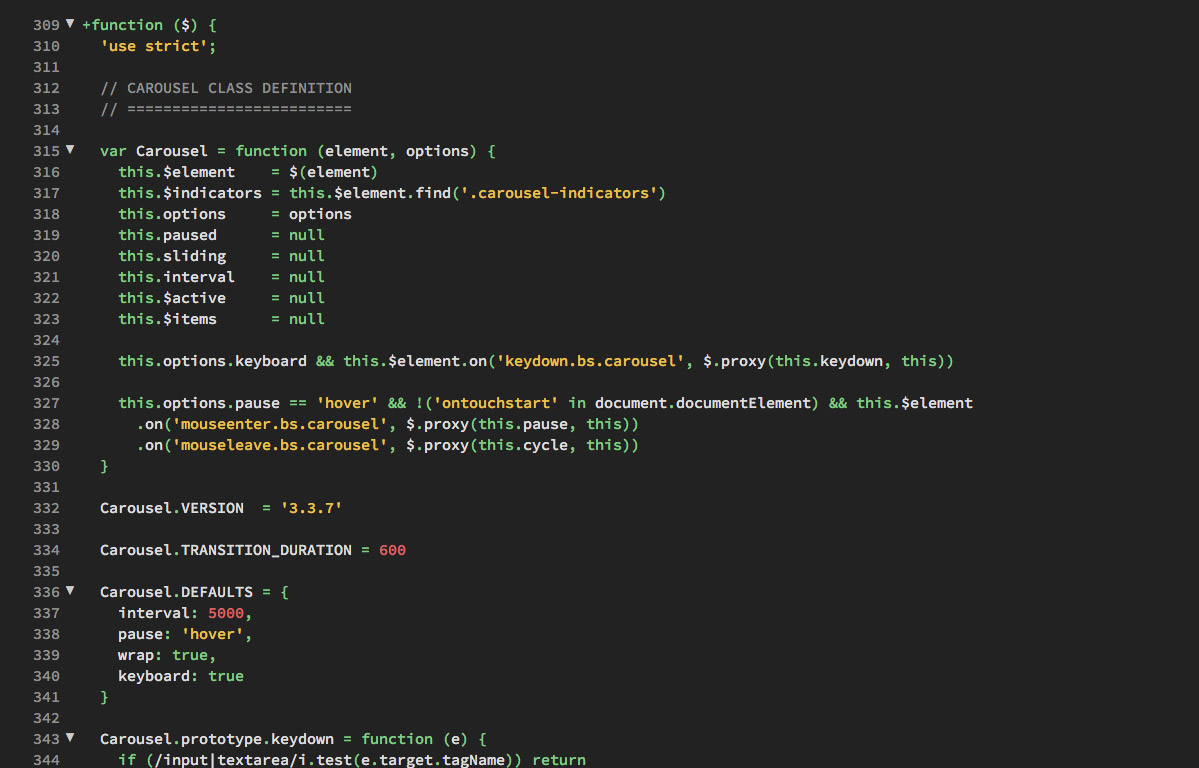 309 ▼ +function ($) {
310 'use strict';
311
312 // CAROUSEL CLASS DEFINITION
313 // =========================
314
315 ▼ var Carousel = function (element, options) {
316 this.$element    = $(element)
317 this.$indicators = this.$element.find('.carousel-indicators')
318 this.options     = options
319 this.paused      = null
320 this.sliding     = null
321 this.interval    = null
322 this.$active     = null
323 this.$items      = null
324
325 this.options.keyboard && this.$element.on('keydown.bs.carousel', $.proxy(this.keydown, this))
326
327 this.options.pause == 'hover' && !('ontouchstart' in document.documentElement) && this.$element
328 .on('mouseenter.bs.carousel', $.proxy(this.pause, this))
329 .on('mouseleave.bs.carousel', $.proxy(this.cycle, this))
330 }
331
332 Carousel.VERSION  = '3.3.7'
333
334 Carousel.TRANSITION_DURATION = 600
335
336 ▼ Carousel.DEFAULTS = {
337 interval: 5000,
338 pause: 'hover',
339 wrap: true,
340 keyboard: true
341 }
342
343 ▼ Carousel.prototype.keydown = function (e) {
344 if (/input|textarea/i.test(e.target.tagName)) return